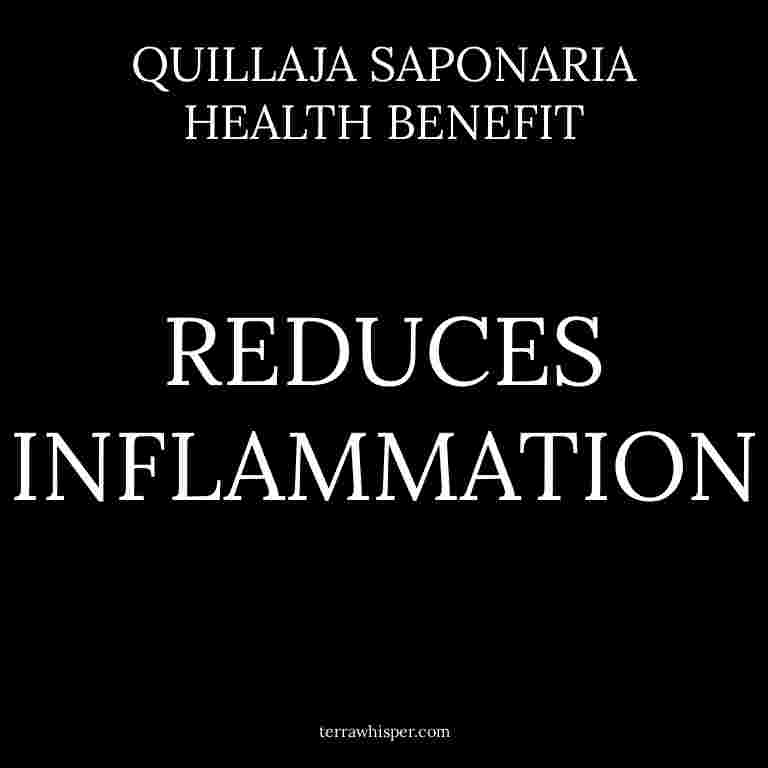 QUILLAJA SAPONARIA
HEALTH BENEFIT
REDUCES
INFLAMMATION
terrawhisper.com